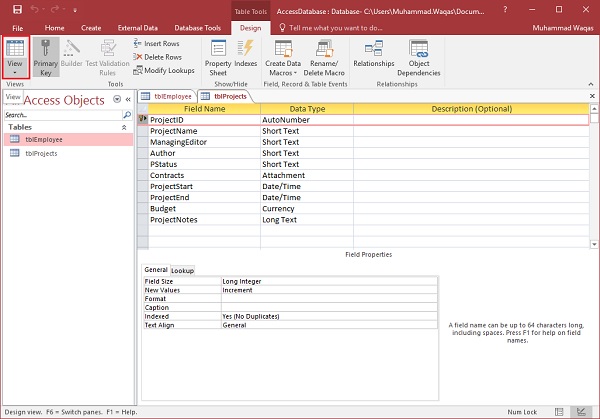 Table Tools
AccessDatabase : Database- C:\Users\Muhammad.Waqas\Docum...
File Home Create External Data Database Tools Design Tell me what you want to do... Muhammad Waqas
View
Primary Key
Builder
Test Validation Rules
Insert Rows
Delete Rows
Modify Lookups
Property Sheet
Indexes
Create Data Macros
Rename/ Delete Macro
Relationships
Object Dependencies
Views Tools Show/Hide Field, Record & Table Events Relationships
View
Access Objects
Search...
Tables
tblEmployee
tblProjects
tblEmployee tblProjects
Field Name Data Type Description (Optional)
ProjectID AutoNumber
ProjectName Short Text
ManagingEditor Short Text
Author Short Text
PStatus Short Text
Contracts Attachment
ProjectStart Date/Time
ProjectEnd Date/Time
Budget Currency
ProjectNotes Long Text
Field Properties
General Lookup
Field Size Long Integer
New Values Increment
Format
Caption
Indexed Yes (No Duplicates)
Text Align General
A field name can be up to 64 characters long,
including spaces. Press F1 for help on field
names.
Design view. F6 = Switch panes. F1 = Help. Num Lock